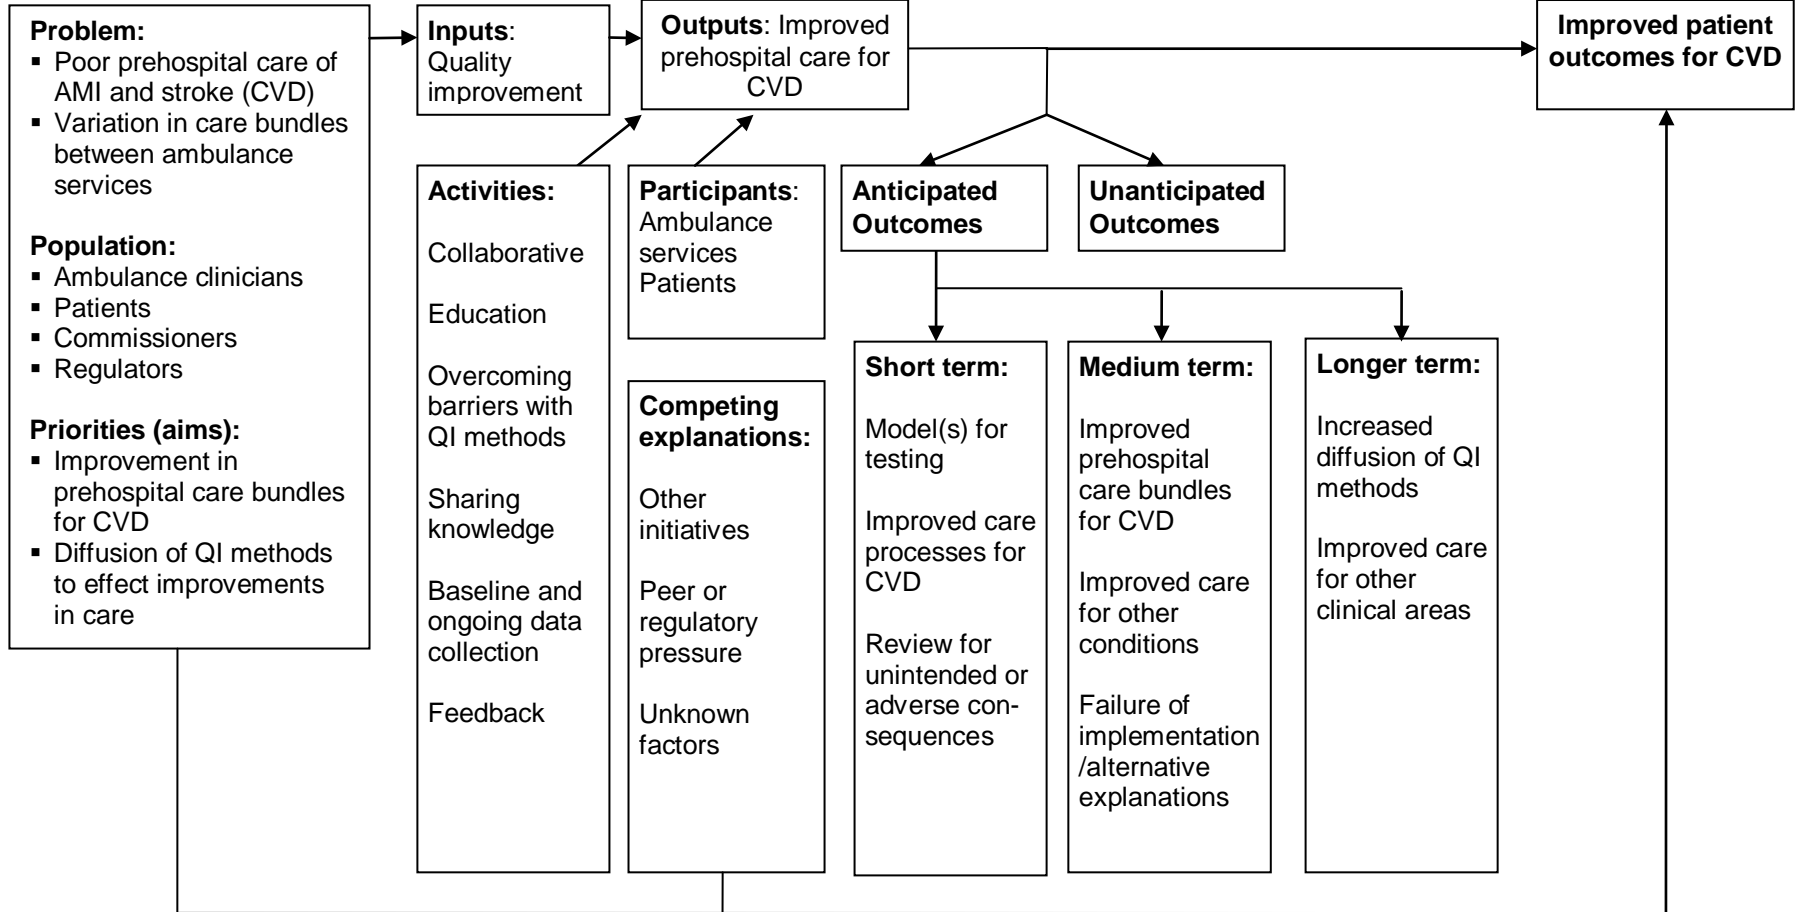 Problem:
▪ Poor prehospital care of
AMI and stroke (CVD)
▪ Variation in care bundles
between ambulance
services
Population:
▪ Ambulance clinicians
▪ Patients
▪ Commissioners
▪ Regulators
Priorities (aims):
▪ Improvement in
prehospital care bundles
for CVD
▪ Diffusion of QI methods
to effect improvements
in care
Inputs:
Quality
improvement
Outputs: Improved
prehospital care for
CVD
Improved patient
outcomes for CVD
Activities:
Collaborative
Education
Overcoming
barriers with
QI methods
Sharing
knowledge
Baseline and
ongoing data
collection
Feedback
Participants:
Ambulance
services
Patients
Competing
explanations:
Other
initiatives
Peer or
regulatory
pressure
Unknown
factors
Anticipated
Outcomes
Unanticipated
Outcomes
Short term:
Model(s) for
testing
Improved care
processes for
CVD
Review for
unintended or
adverse con-
sequences
Medium term:
Improved
prehospital
care bundles
for CVD
Improved care
for other
conditions
Failure of
implementation
/alternative
explanations
Longer term:
Increased
diffusion of QI
methods
Improved care
for other
clinical areas